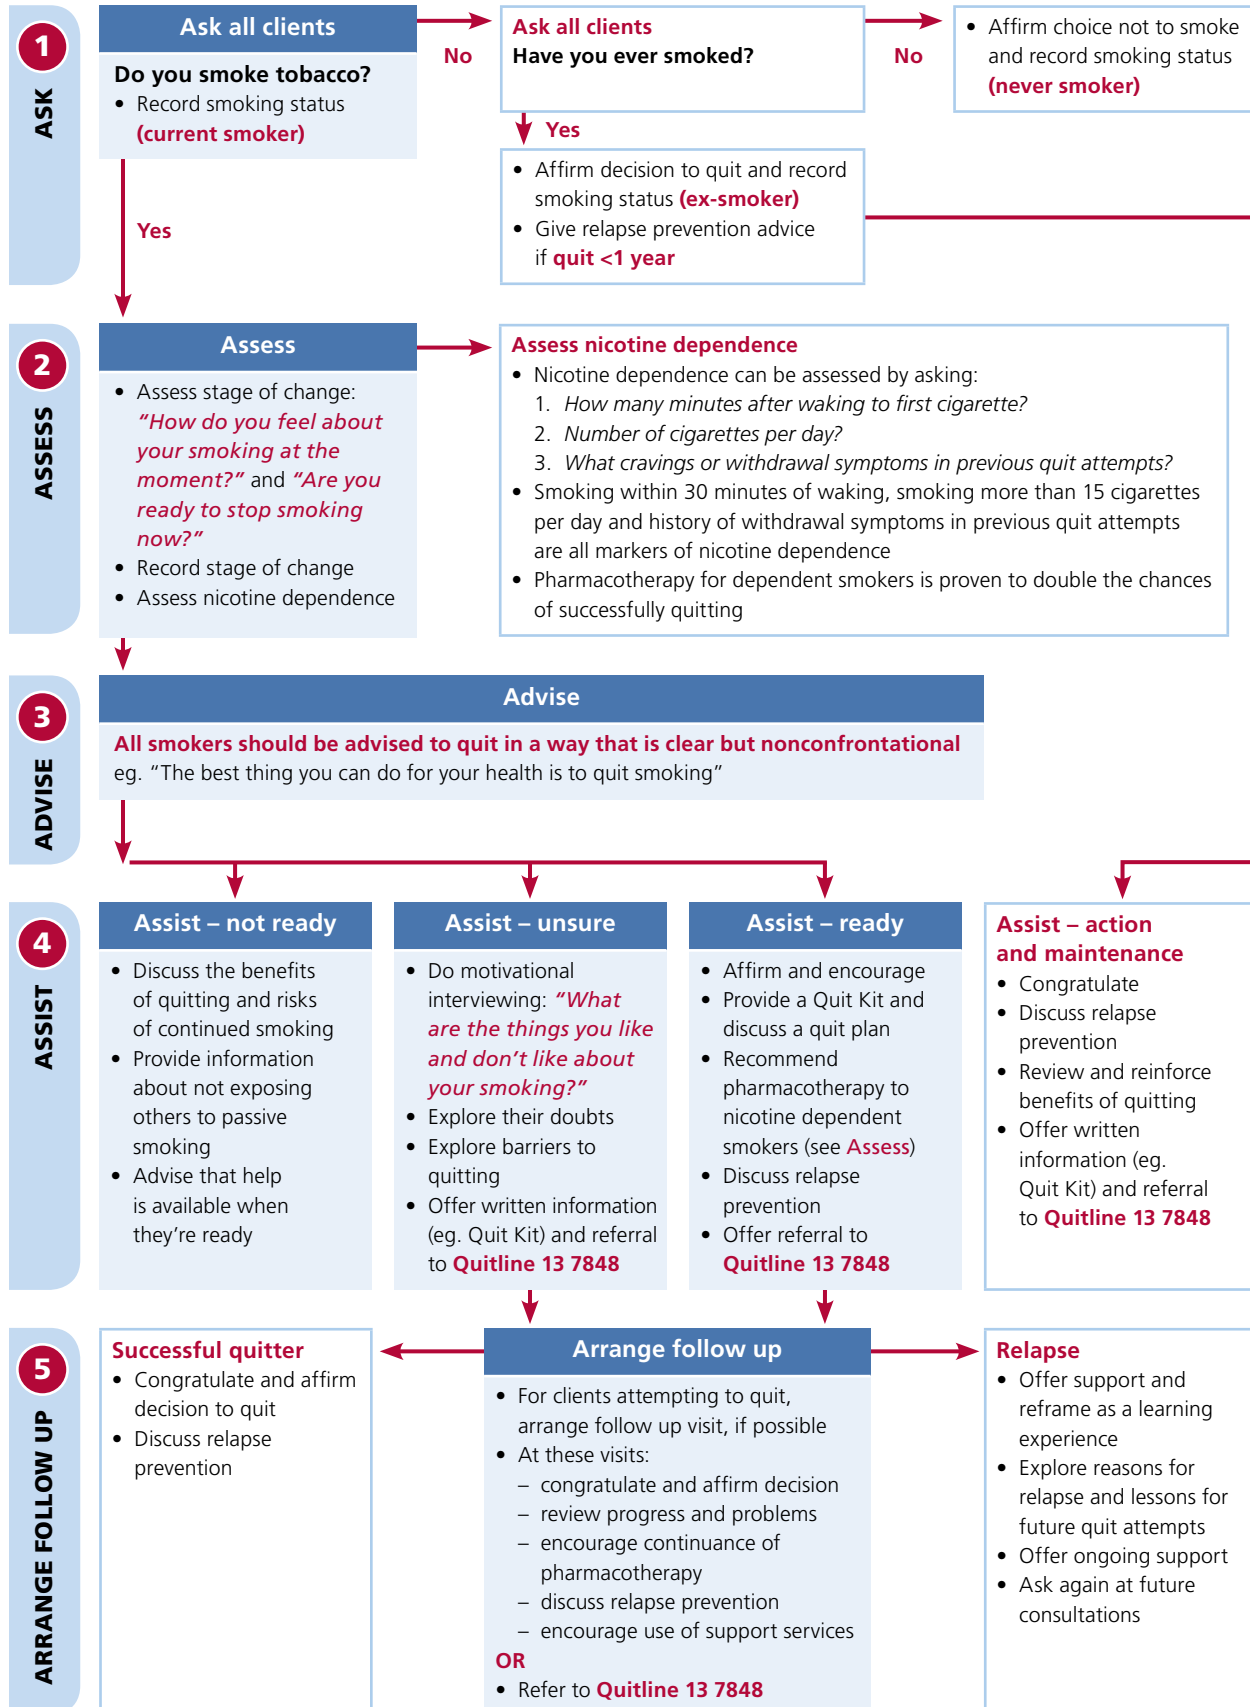 1
ASK
Ask all clients
Do you smoke tobacco?
• Record smoking status
(current smoker)
No
Ask all clients
Have you ever smoked?
No
• Affirm choice not to smoke
and record smoking status
(never smoker)
Yes
• Affirm decision to quit and record
smoking status (ex-smoker)
• Give relapse prevention advice
if quit <1 year
Yes
2
ASSESS
Assess
• Assess stage of change:
“How do you feel about
your smoking at the
moment?” and “Are you
ready to stop smoking
now?”
• Record stage of change
• Assess nicotine dependence
Assess nicotine dependence
• Nicotine dependence can be assessed by asking:
1. How many minutes after waking to first cigarette?
2. Number of cigarettes per day?
3. What cravings or withdrawal symptoms in previous quit attempts?
• Smoking within 30 minutes of waking, smoking more than 15 cigarettes
per day and history of withdrawal symptoms in previous quit attempts
are all markers of nicotine dependence
• Pharmacotherapy for dependent smokers is proven to double the chances
of successfully quitting
3
ADVISE
Advise
All smokers should be advised to quit in a way that is clear but nonconfrontational
eg. “The best thing you can do for your health is to quit smoking”
4
ASSIST
Assist – not ready
• Discuss the benefits
of quitting and risks
of continued smoking
• Provide information
about not exposing
others to passive
smoking
• Advise that help
is available when
they’re ready
Assist – unsure
• Do motivational
interviewing: “What
are the things you like
and don’t like about
your smoking?”
• Explore their doubts
• Explore barriers to
quitting
• Offer written information
(eg. Quit Kit) and referral
to Quitline 13 7848
Assist – ready
• Affirm and encourage
• Provide a Quit Kit and
discuss a quit plan
• Recommend
pharmacotherapy to
nicotine dependent
smokers (see Assess)
• Discuss relapse
prevention
• Offer referral to
Quitline 13 7848
Assist – action
and maintenance
• Congratulate
• Discuss relapse
prevention
• Review and reinforce
benefits of quitting
• Offer written
information (eg.
Quit Kit) and referral
to Quitline 13 7848
5
ARRANGE FOLLOW UP
Successful quitter
• Congratulate and affirm
decision to quit
• Discuss relapse
prevention
Arrange follow up
• For clients attempting to quit,
arrange follow up visit, if possible
• At these visits:
– congratulate and affirm decision
– review progress and problems
– encourage continuance of
pharmacotherapy
– discuss relapse prevention
– encourage use of support services
OR
• Refer to Quitline 13 7848
Relapse
• Offer support and
reframe as a learning
experience
• Explore reasons for
relapse and lessons for
future quit attempts
• Offer ongoing support
• Ask again at future
consultations